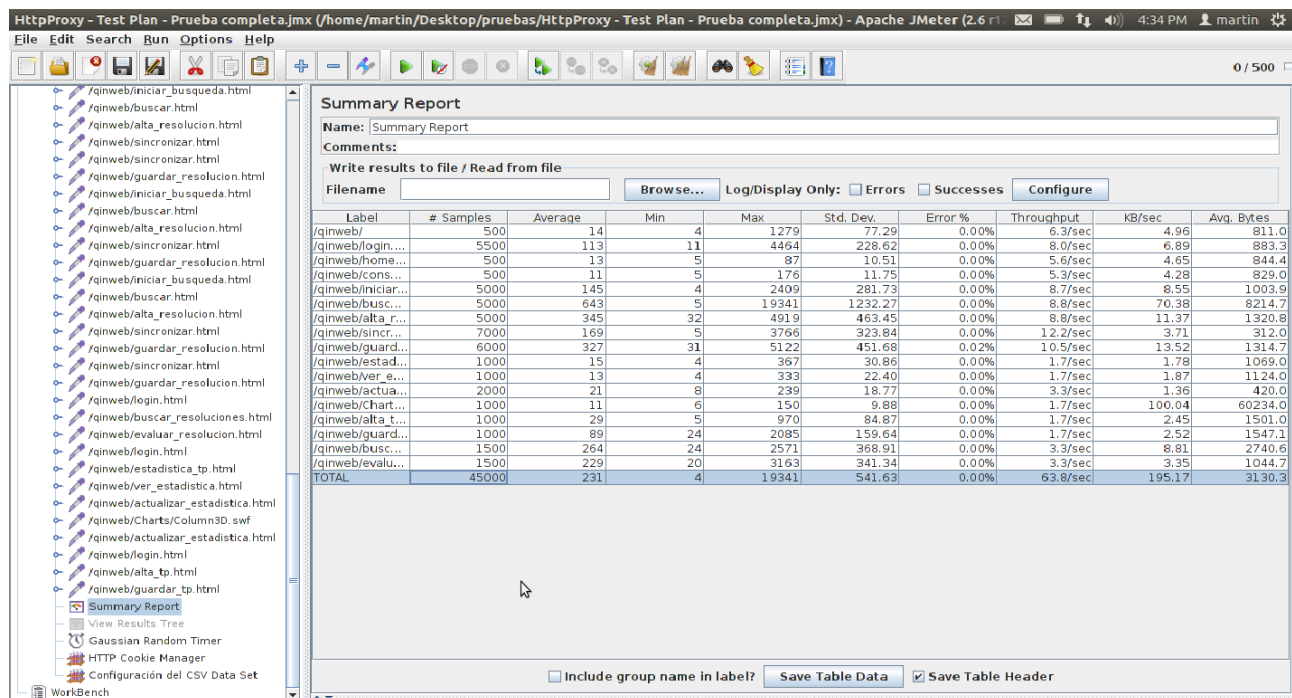 HttpProxy - Test Plan - Prueba completa.jmx (/home/martin/Desktop/pruebas/HttpProxy - Test Plan - Prueba completa.jmx) - Apache JMeter (2.6 r1 4:34 PM martin
File Edit Search Run Options Help
0 / 500
/qinweb/iniciar_busqueda.html
/qinweb/buscar.html
/qinweb/alta_resolucion.html
/qinweb/sincronizar.html
/qinweb/sincronizar.html
/qinweb/guardar_resolucion.html
/qinweb/iniciar_busqueda.html
/qinweb/buscar.html
/qinweb/alta_resolucion.html
/qinweb/sincronizar.html
/qinweb/guardar_resolucion.html
/qinweb/iniciar_busqueda.html
/qinweb/buscar.html
/qinweb/alta_resolucion.html
/qinweb/sincronizar.html
/qinweb/guardar_resolucion.html
/qinweb/sincronizar.html
/qinweb/guardar_resolucion.html
/qinweb/login.html
/qinweb/buscar_resoluciones.html
/qinweb/evaluar_resolucion.html
/qinweb/login.html
/qinweb/estadistica_tp.html
/qinweb/ver_estadistica.html
/qinweb/actualizar_estadistica.html
/qinweb/Charts/Column3D.swf
/qinweb/actualizar_estadistica.html
/qinweb/login.html
/qinweb/alta_tp.html
/qinweb/guardar_tp.html
Summary Report
View Results Tree
Gaussian Random Timer
HTTP Cookie Manager
Configuración del CSV Data Set
WorkBench
Summary Report
Name: Summary Report
Comments:
Write results to file / Read from file
Filename Browse... Log/Display Only: Errors Successes Configure
Label # Samples Average Min Max Std. Dev. Error % Throughput KB/sec Avg. Bytes
/qinweb/ 500 14 4 1279 77.29 0.00% 6.3/sec 4.96 811.0
/qinweb/login.... 5500 113 11 4464 228.62 0.00% 8.0/sec 6.89 883.3
/qinweb/home... 500 13 5 87 10.51 0.00% 5.6/sec 4.65 844.4
/qinweb/cons... 500 11 5 176 11.75 0.00% 5.3/sec 4.28 829.0
/qinweb/iniciar... 5000 145 4 2409 281.73 0.00% 8.7/sec 8.55 1003.9
/qinweb/busc... 5000 643 5 19341 1232.27 0.00% 8.8/sec 70.38 8214.7
/qinweb/alta_r... 5000 345 32 4919 463.45 0.00% 8.8/sec 11.37 1320.8
/qinweb/sincr... 7000 169 5 3766 323.84 0.00% 12.2/sec 3.71 312.0
/qinweb/guard... 6000 327 31 5122 451.68 0.02% 10.5/sec 13.52 1314.7
/qinweb/estad... 1000 15 4 367 30.86 0.00% 1.7/sec 1.78 1069.0
/qinweb/ver_e... 1000 13 4 333 22.40 0.00% 1.7/sec 1.87 1124.0
/qinweb/actua... 2000 21 8 239 18.77 0.00% 3.3/sec 1.36 420.0
/qinweb/Chart... 1000 11 6 150 9.88 0.00% 1.7/sec 100.04 60234.0
/qinweb/alta_t... 1000 29 5 970 84.87 0.00% 1.7/sec 2.45 1501.0
/qinweb/guard... 1000 89 24 2085 159.64 0.00% 1.7/sec 2.52 1547.1
/qinweb/busc... 1500 264 24 2571 368.91 0.00% 3.3/sec 8.81 2740.6
/qinweb/evalu... 1500 229 20 3163 341.34 0.00% 3.3/sec 3.35 1044.7
TOTAL 45000 231 4 19341 541.63 0.00% 63.8/sec 195.17 3130.3
Include group name in label? Save Table Data Save Table Header